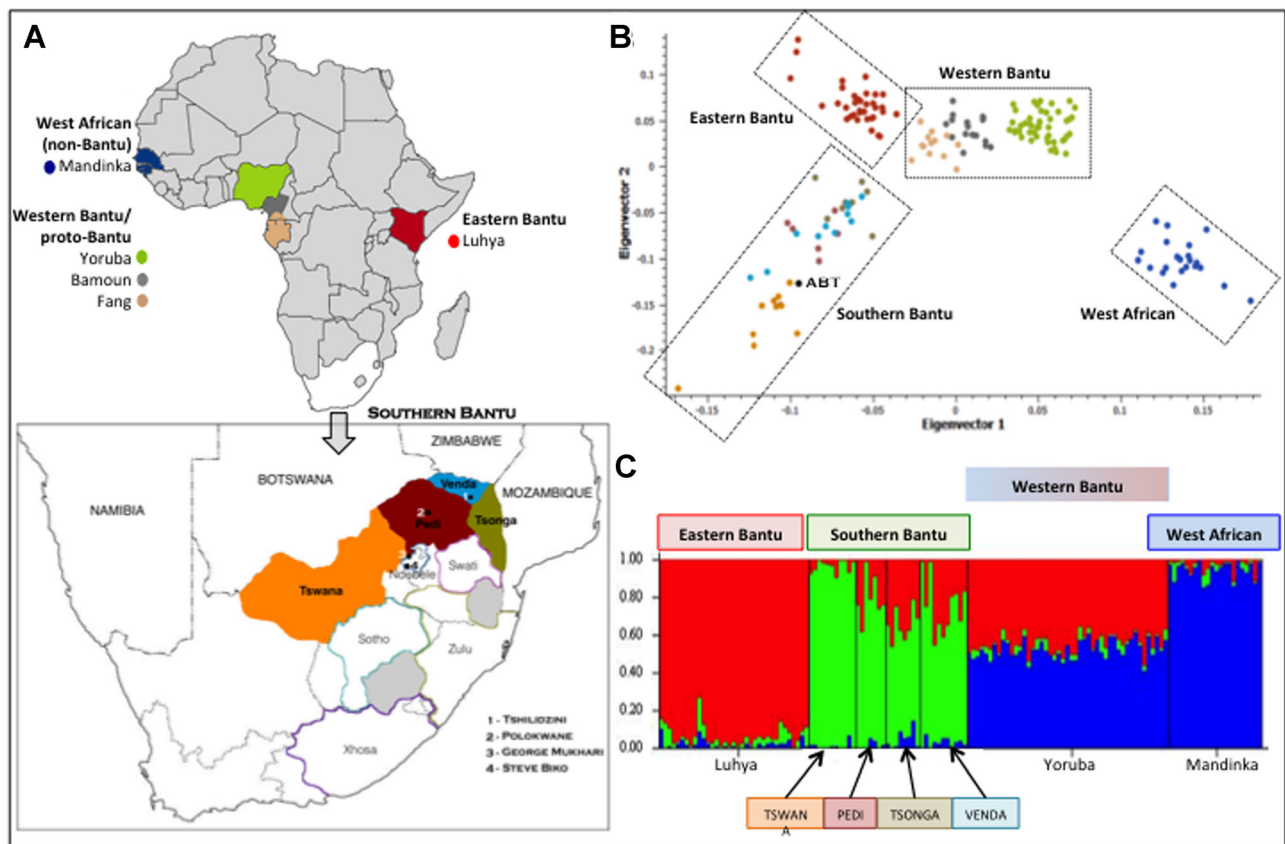 A
West African
(non-Bantu)
Mandinka
Western Bantu/
proto-Bantu
Yoruba
Bamoun
Fang
Eastern Bantu
Luhya
SOUTHERN BANTU
ZIMBABWE
BOTSWANA
NAMIBIA
MOZAMBIQUE
Venda
1
2
Pedi
Tsonga
3
4
Ndebele
Swati
Tswana
Sotho
Zulu
Xhosa
1 - TSHILIDZINI
2 - POLOKWANE
3 - GEORGE MUKHARI
4 - STEVE BIKO
B
Western Bantu
Eastern Bantu
Southern Bantu
West African
ABT
Eigenvector 2
0.1
0.05
0
-0.05
-0.1
-0.15
-0.2
-0.15
-0.1
-0.05
0
0.05
0.1
0.15
Eigenvector 1
C
Western Bantu
Eastern Bantu
Southern Bantu
West African
1.00
0.80
0.60
0.40
0.20
0.00
Luhya
Yoruba
Mandinka
TSWAN
A
PEDI
TSONGA
VENDA